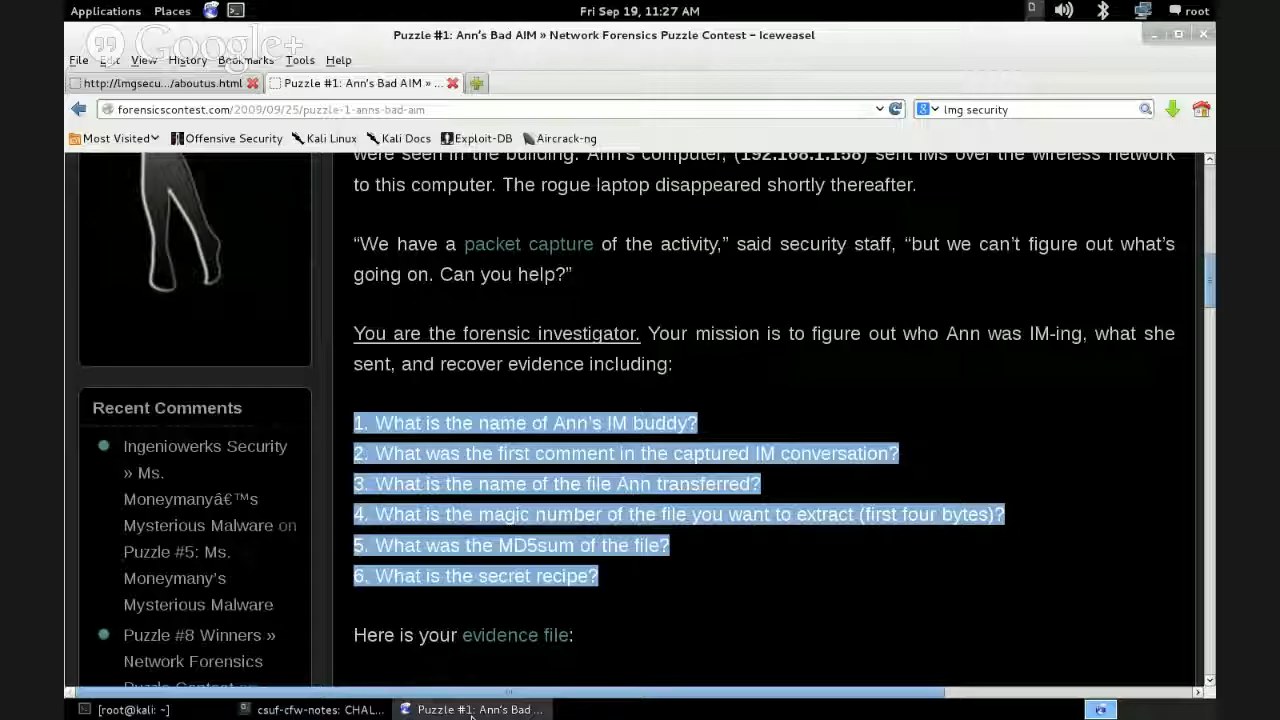 Applications Places Fri Sep 19, 11:27 AM root
Google+
Puzzle #1: Ann's Bad AIM » Network Forensics Puzzle Contest – Iceweasel
File Edit View History Bookmarks Tools Help
http://lmgsecu.../aboutus.html Puzzle #1: Ann's Bad AIM » ...
forensicscontest.com/2009/09/25/puzzle-1-anns-bad-aim lmg security
Most Visited Offensive Security Kali Linux Kali Docs Exploit-DB Aircrack-ng
were seen in the building. Ann's computer, (192.168.1.158) sent IMs over the wireless network
to this computer. The rogue laptop disappeared shortly thereafter.
“We have a packet capture of the activity,” said security staff, “but we can't figure out what's
going on. Can you help?”
You are the forensic investigator. Your mission is to figure out who Ann was IM-ing, what she
sent, and recover evidence including:
1. What is the name of Ann's IM buddy?
2. What was the first comment in the captured IM conversation?
3. What is the name of the file Ann transferred?
4. What is the magic number of the file you want to extract (first four bytes)?
5. What was the MD5sum of the file?
6. What is the secret recipe?
Here is your evidence file:
Recent Comments
Ingeniowerks Security
» Ms.
Moneymanyâ€™s
Mysterious Malware on
Puzzle #5: Ms.
Moneymany's
Mysterious Malware
Puzzle #8 Winners »
Network Forensics
Puzzle Contest on
[root@kali: ~] csuf-cfw-notes: CHAL... Puzzle #1: Ann's Bad ...